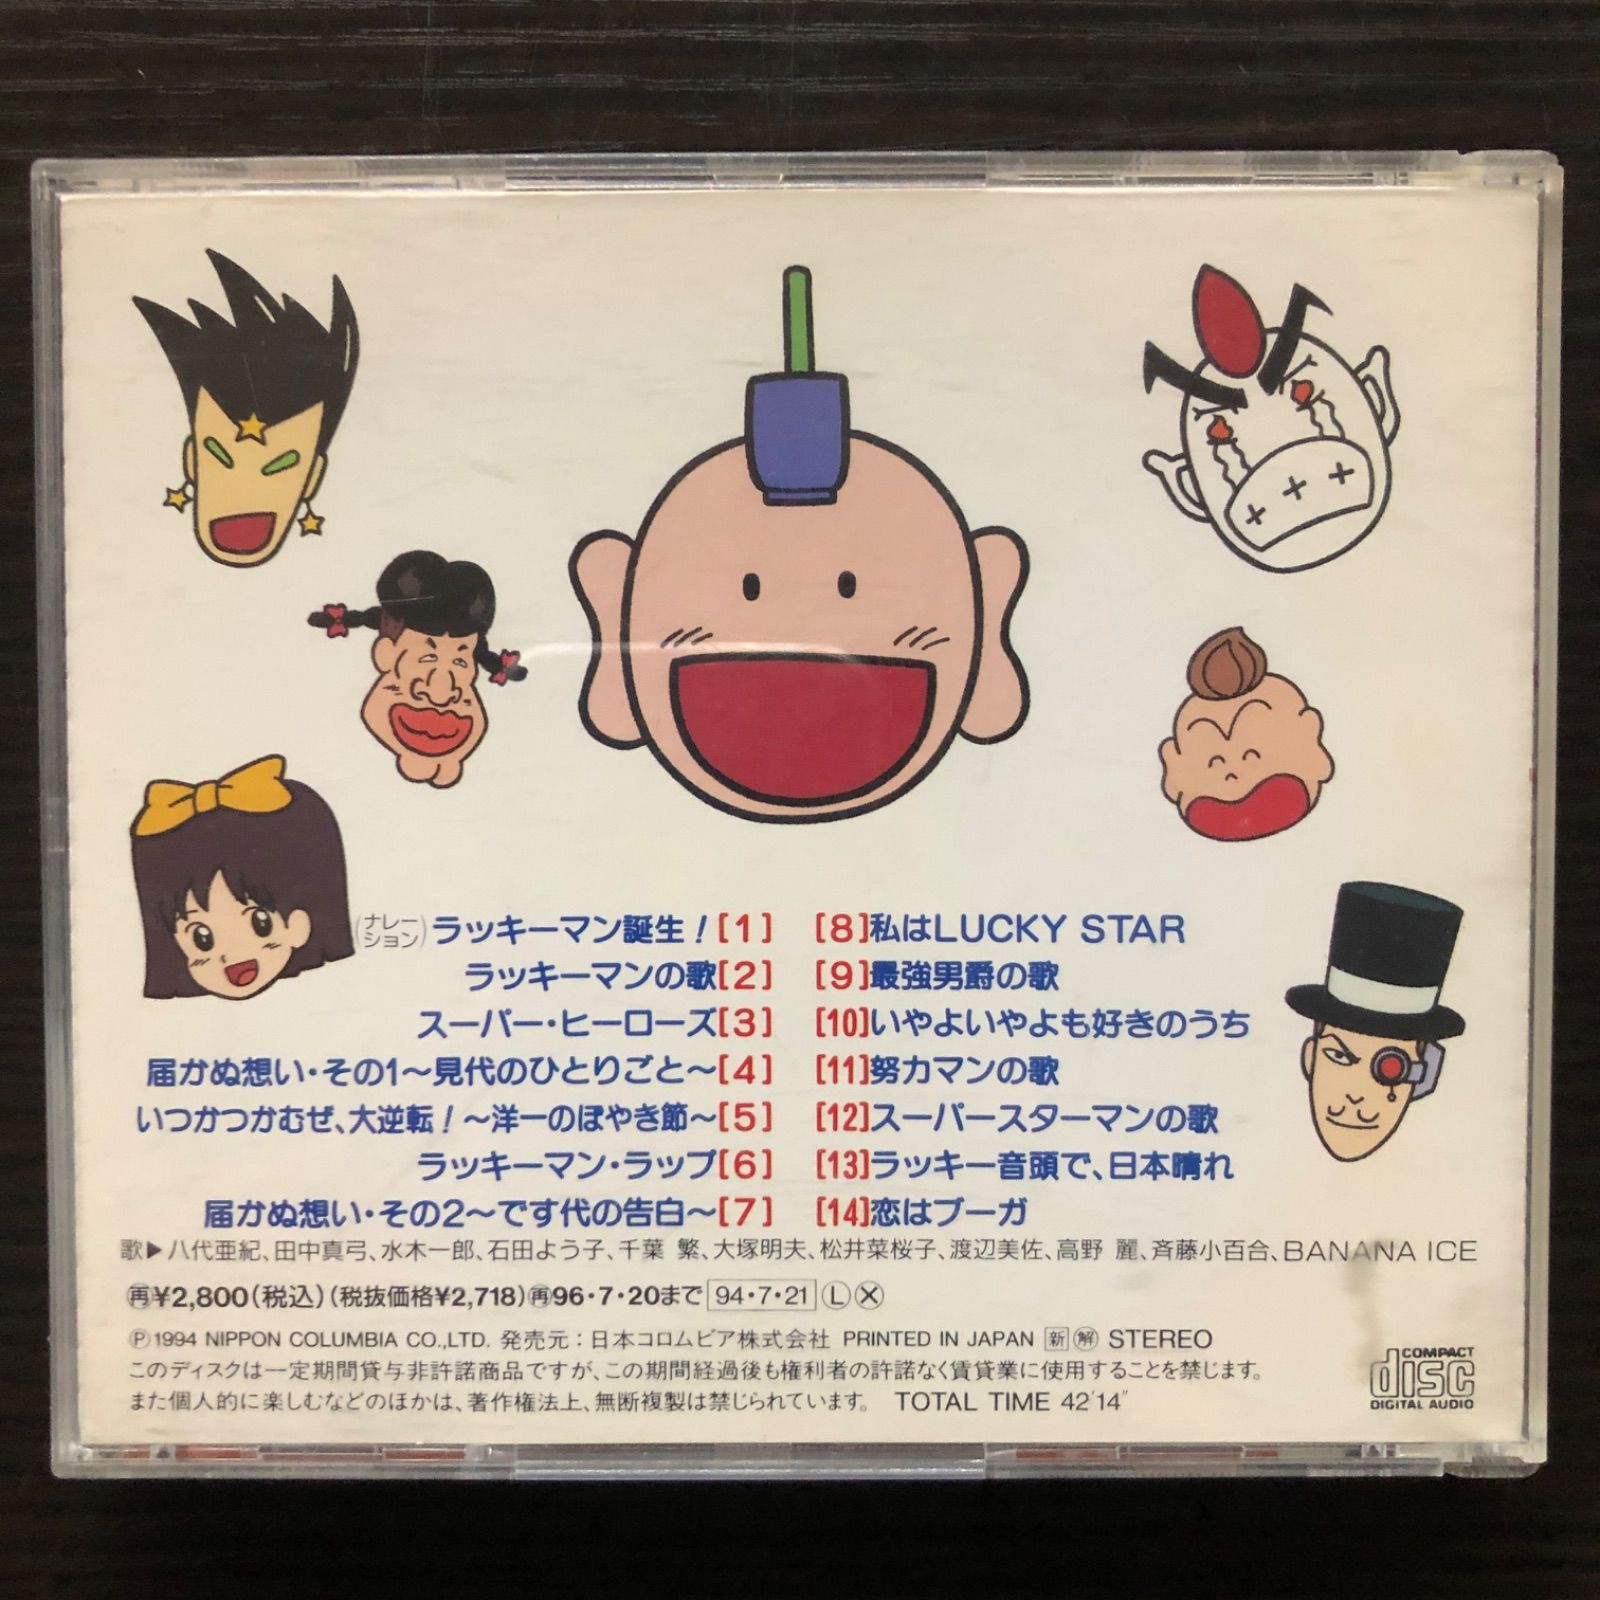 (ナレーション)ラッキーマン誕生![1]
ラッキーマンの歌[2]
スーパー・ヒーローズ[3]
届かぬ想い・その1～見代のひとりごと～[4]
いつかつかむぜ、大逆転!～洋一のぼやき節～[5]
ラッキーマン・ラップ[6]
届かぬ想い・その2～です代の告白～[7]
[8]私はLUCKY STAR
[9]最強男爵の歌
[10]いやよいやよも好きのうち
[11]努力マンの歌
[12]スーパースターマンの歌
[13]ラッキー音頭で、日本晴れ
[14]恋はブーガ
歌▶八代亜紀、田中真弓、水木一郎、石田よう子、千葉 繁、大塚明夫、松井菜桜子、渡辺美佐、高野 麗、斉藤小百合、BANANA ICE
㊢¥2,800(税込)(税抜価格¥2,718)再96・7・20まで 94・7・21 Ⓛ Ⓧ
Ⓟ1994 NIPPON COLUMBIA CO.,LTD. 発売元:日本コロムビア株式会社 PRINTED IN JAPAN 新 解 STEREO
このディスクは一定期間貸与非許諾商品ですが、この期間経過後も権利者の許諾なく賃貸業に使用することを禁じます。
また個人的に楽しむなどのほかは、著作権法上、無断複製は禁じられています。 TOTAL TIME 42'14"
COMPACT
disc
DIGITAL AUDIO